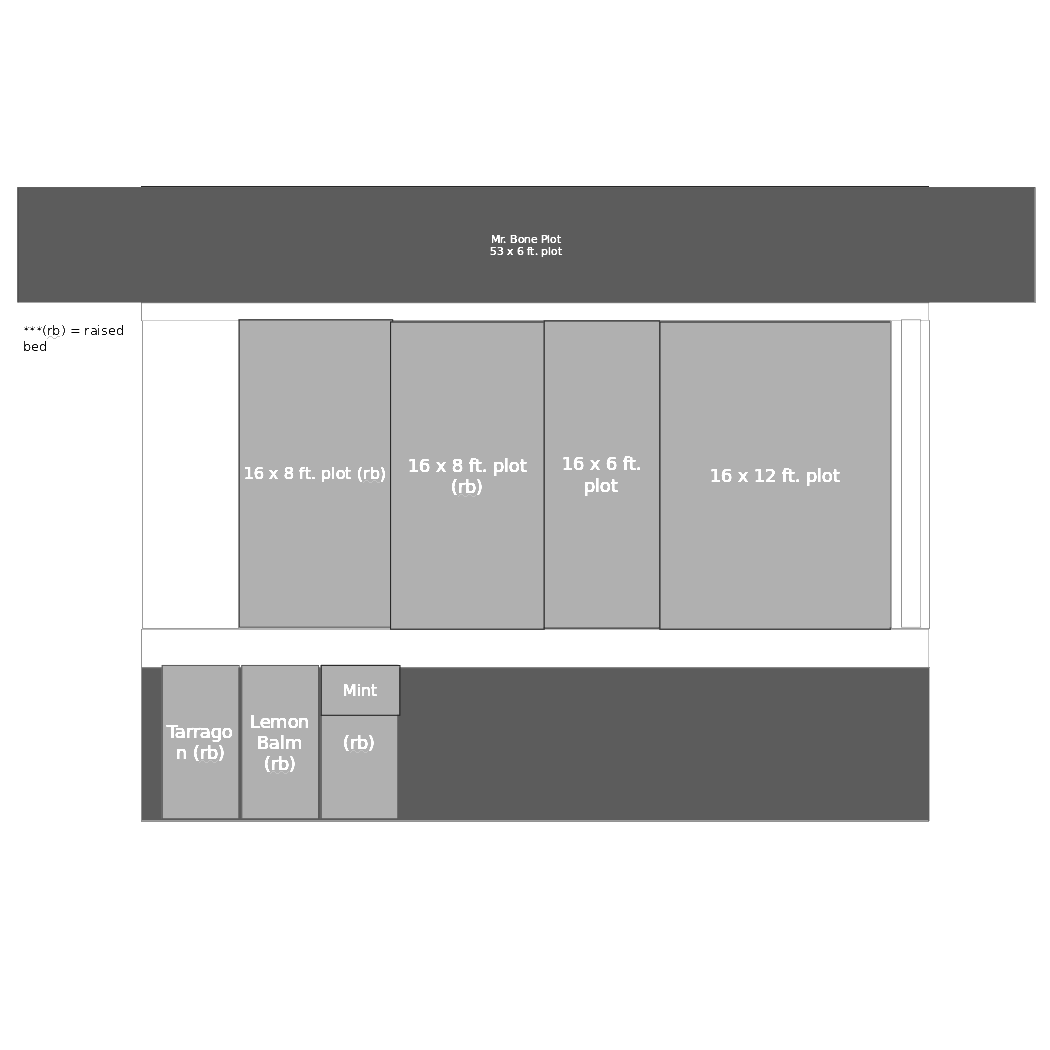 Mr. Bone Plot
53 x 6 ft. plot
***(rb) = raised
bed
16 x 8 ft. plot (rb)
16 x 8 ft. plot
(rb)
16 x 6 ft.
plot
16 x 12 ft. plot
Tarrago
n (rb)
Lemon
Balm
(rb)
Mint
(rb)